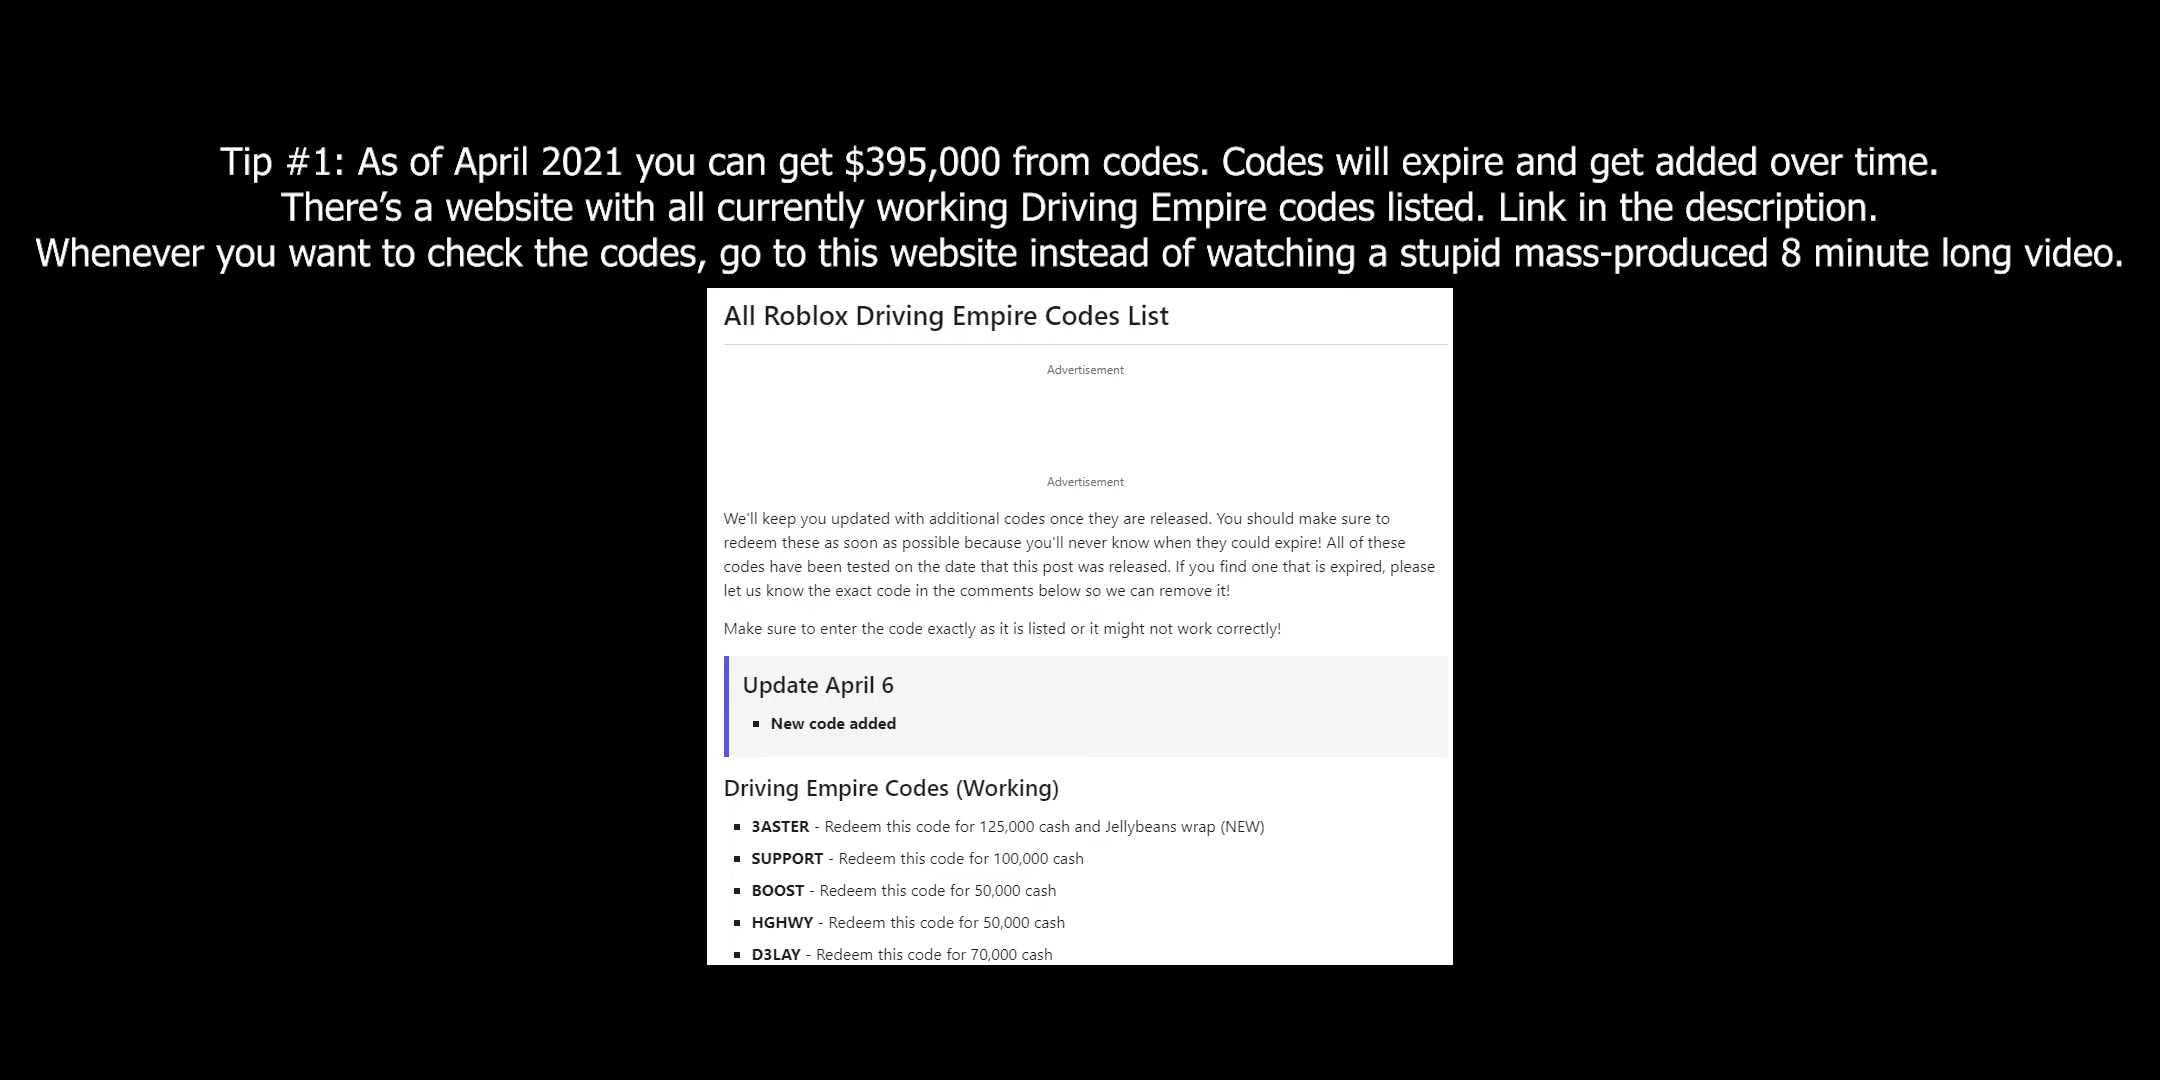 Tip #1: As of April 2021 you can get $395,000 from codes. Codes will expire and get added over time.
There’s a website with all currently working Driving Empire codes listed. Link in the description.
Whenever you want to check the codes, go to this website instead of watching a stupid mass-produced 8 minute long video.
All Roblox Driving Empire Codes List
Advertisement
Advertisement
We'll keep you updated with additional codes once they are released. You should make sure to
redeem these as soon as possible because you'll never know when they could expire! All of these
codes have been tested on the date that this post was released. If you find one that is expired, please
let us know the exact code in the comments below so we can remove it!
Make sure to enter the code exactly as it is listed or it might not work correctly!
Update April 6
▪ New code added
Driving Empire Codes (Working)
▪ 3ASTER - Redeem this code for 125,000 cash and Jellybeans wrap (NEW)
▪ SUPPORT - Redeem this code for 100,000 cash
▪ BOOST - Redeem this code for 50,000 cash
▪ HGHWY - Redeem this code for 50,000 cash
▪ D3LAY - Redeem this code for 70,000 cash